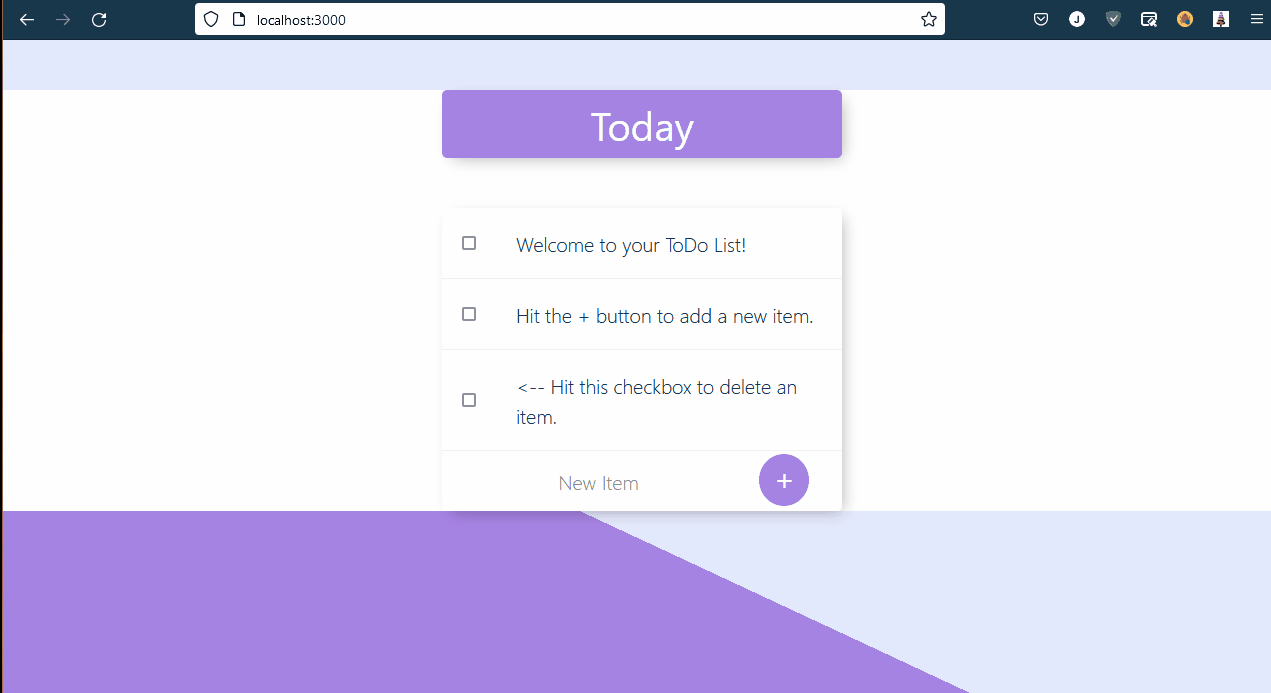 localhost:3000
J
Today
Welcome to your ToDo List!
Hit the + button to add a new item.
<-- Hit this checkbox to delete an
item.
New Item
+